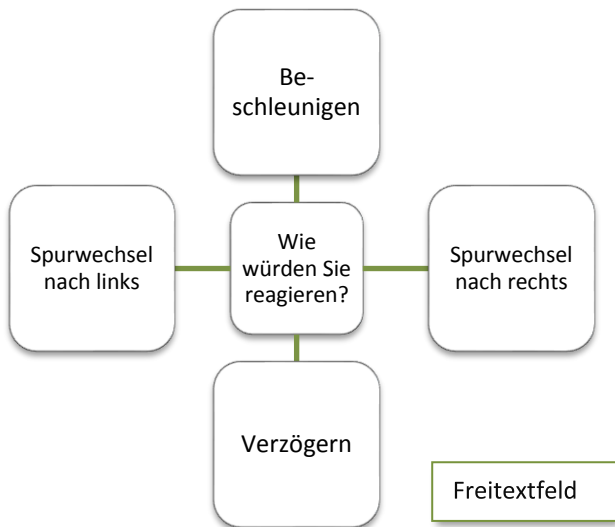 Be-
schleunigen
Spurwechsel
nach links
Wie
würden Sie
reagieren?
Spurwechsel
nach rechts
Verzögern
Freitextfeld